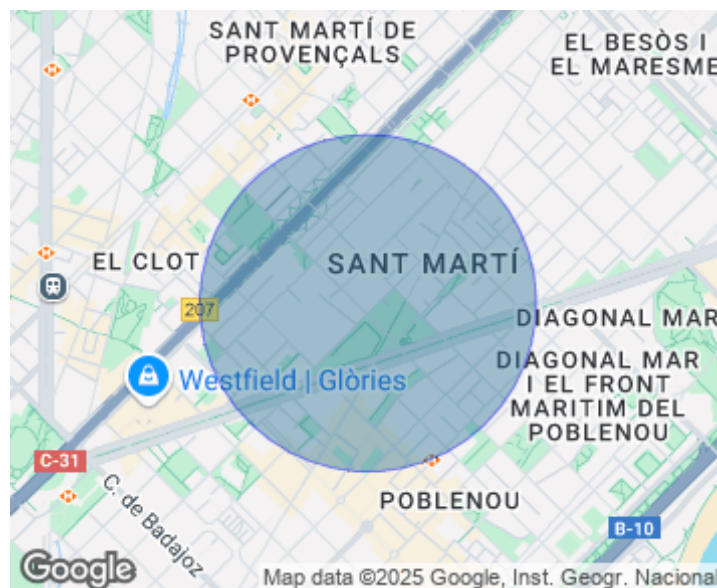 SANT MARTÍ DE
PROVENÇALS
EL BESÒS I
EL MARESME
EL CLOT
SANT MARTÍ
207
DIAGONAL MAR
Westfield | Glòries
DIAGONAL MAR
I EL FRONT
MARITIM DEL
POBLENOU
C-31
C. de Badajoz
POBLENOU
B-10
Google
Map data ©2025 Google, Inst. Geogr. Nacional